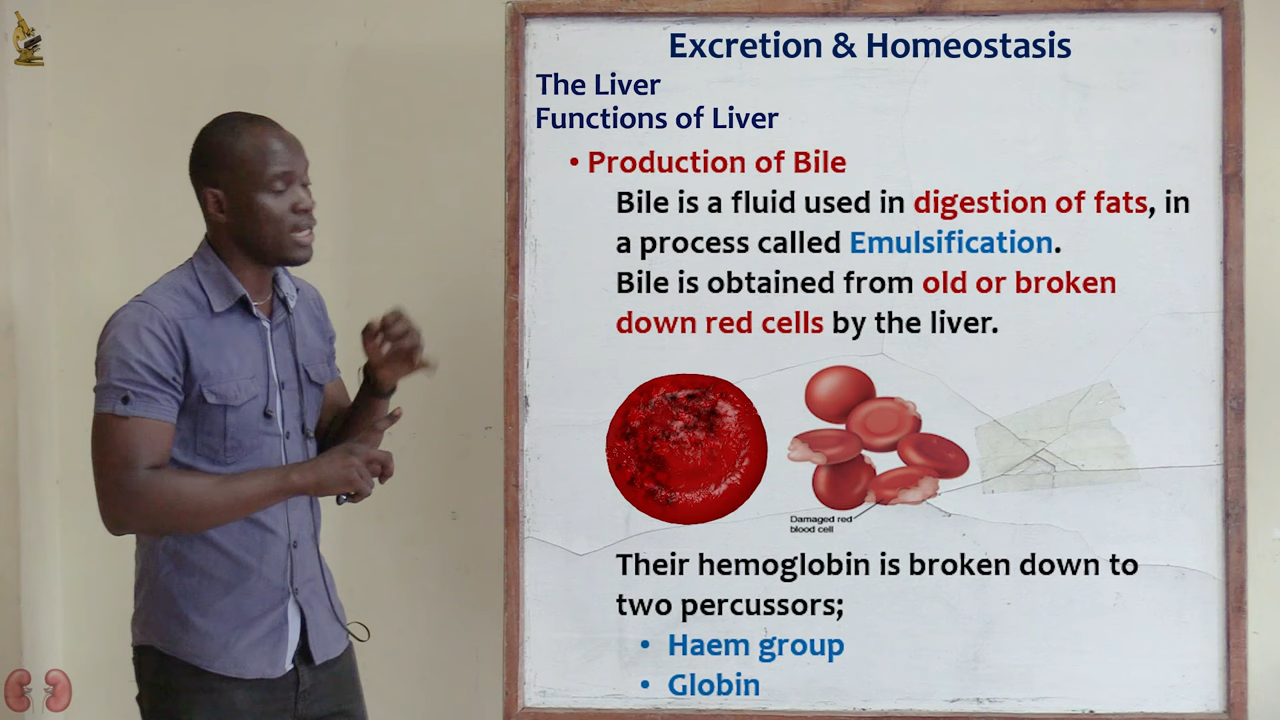 Excretion & Homeostasis
The Liver
Functions of Liver
• Production of Bile
Bile is a fluid used in digestion of fats, in
a process called Emulsification.
Bile is obtained from old or broken
down red cells by the liver.
Damaged red
blood cell
Their hemoglobin is broken down to
two percussors;
• Haem group
• Globin